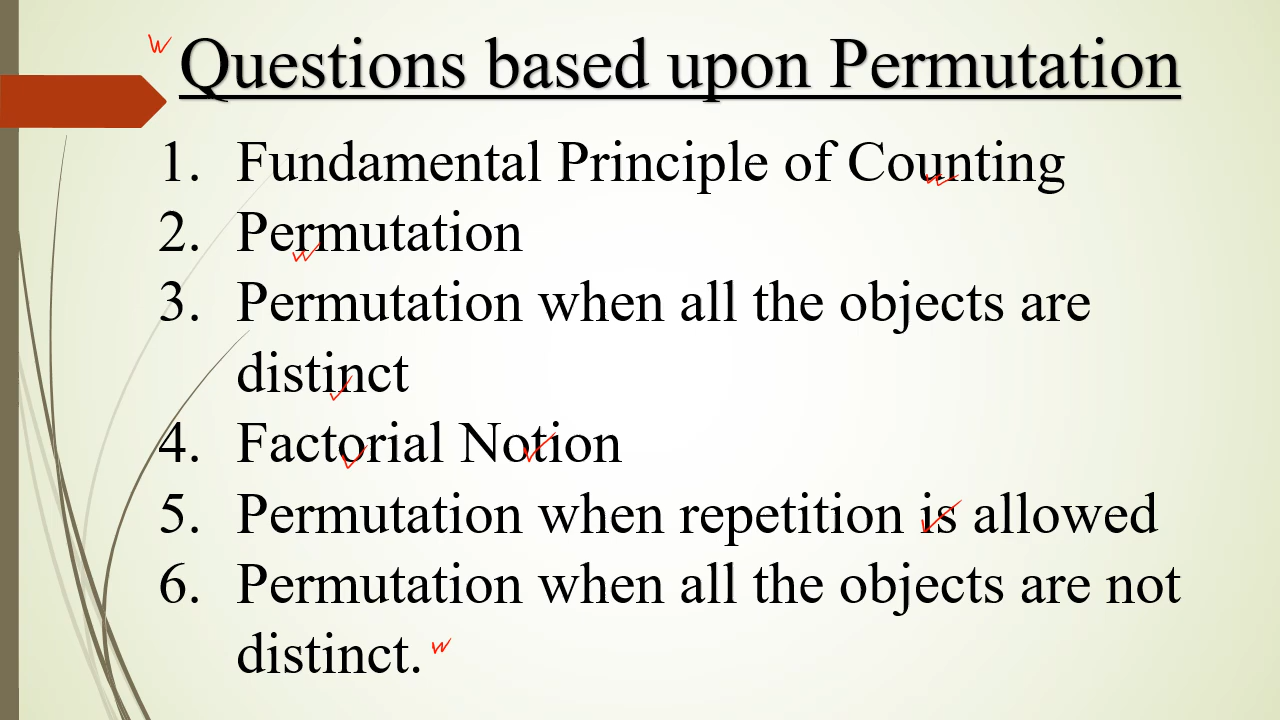 Questions based upon Permutation
1. Fundamental Principle of Counting
2. Permutation
3. Permutation when all the objects are
distinct
4. Factorial Notion
5. Permutation when repetition is allowed
6. Permutation when all the objects are not
distinct.